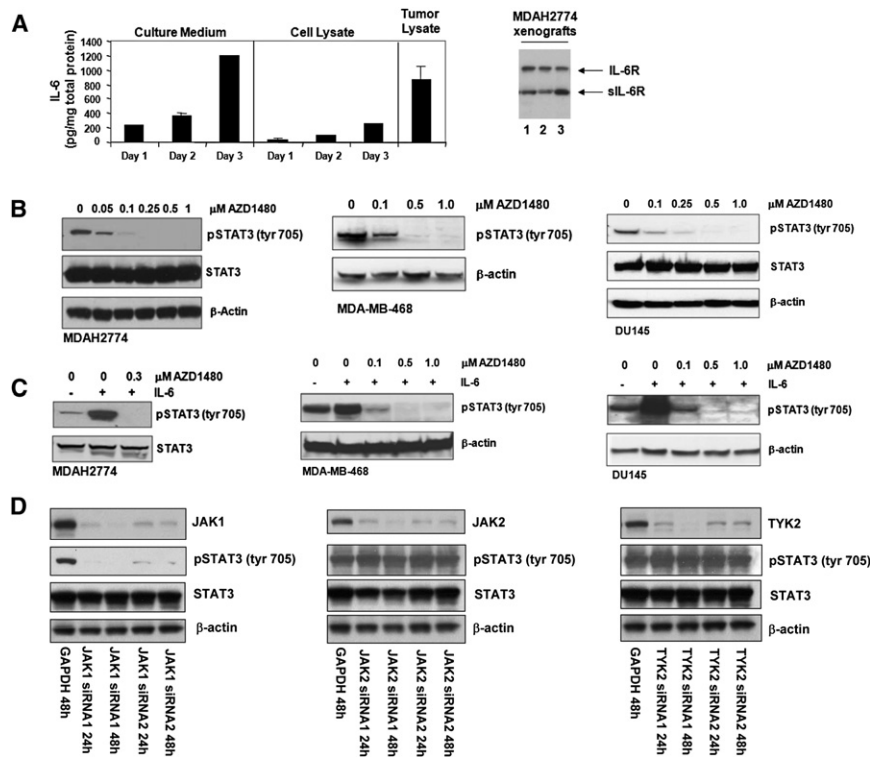 A
Culture Medium
Cell Lysate
Tumor Lysate
IL-6
(pg/mg total protein)
1400
1200
1000
800
600
400
200
0
Day 1 Day 2 Day 3 Day 1 Day 2 Day 3
MDAH2774
xenografts
IL-6R
sIL-6R
1 2 3
B
0 0.05 0.1 0.25 0.5 1 μM AZD1480
pSTAT3 (tyr 705)
STAT3
β-Actin
MDAH2774
0 0.1 0.5 1.0 μM AZD1480
pSTAT3 (tyr 705)
β-actin
MDA-MB-468
0 0.1 0.25 0.5 1.0 μM AZD1480
pSTAT3 (tyr 705)
STAT3
β-actin
DU145
C
0 0 0.3 μM AZD1480
- + + IL-6
pSTAT3 (tyr 705)
STAT3
MDAH2774
0 0 0.1 0.5 1.0 μM AZD1480
- + + + + IL-6
pSTAT3 (tyr 705)
β-actin
MDA-MB-468
0 0 0.1 0.5 1.0 μM AZD1480
- + + + + IL-6
pSTAT3 (tyr 705)
β-actin
DU145
D
JAK1
pSTAT3 (tyr 705)
STAT3
β-actin
GAPDH 48h
JAK1 siRNA1 24h
JAK1 siRNA1 48h
JAK1 siRNA2 24h
JAK1 siRNA2 48h
JAK2
pSTAT3 (tyr 705)
STAT3
β-actin
GAPDH 48h
JAK2 siRNA1 24h
JAK2 siRNA1 48h
JAK2 siRNA2 24h
JAK2 siRNA2 48h
TYK2
pSTAT3 (tyr 705)
STAT3
β-actin
GAPDH 48h
TYK2 siRNA1 24h
TYK2 siRNA1 48h
TYK2 siRNA2 24h
TYK2 siRNA2 48h